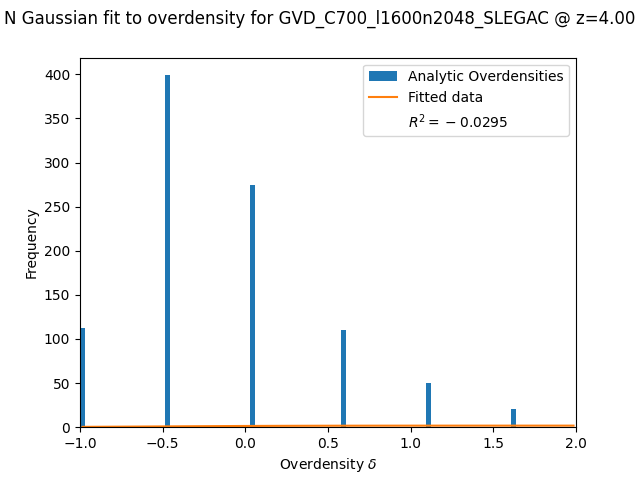 N Gaussian fit to overdensity for GVD_C700_l1600n2048_SLEGAC @ z=4.00
Analytic Overdensities
Fitted data
R² = −0.0295
400
350
300
250
200
150
100
50
0
Frequency
−1.0 −0.5 0.0 0.5 1.0 1.5 2.0
Overdensity δ